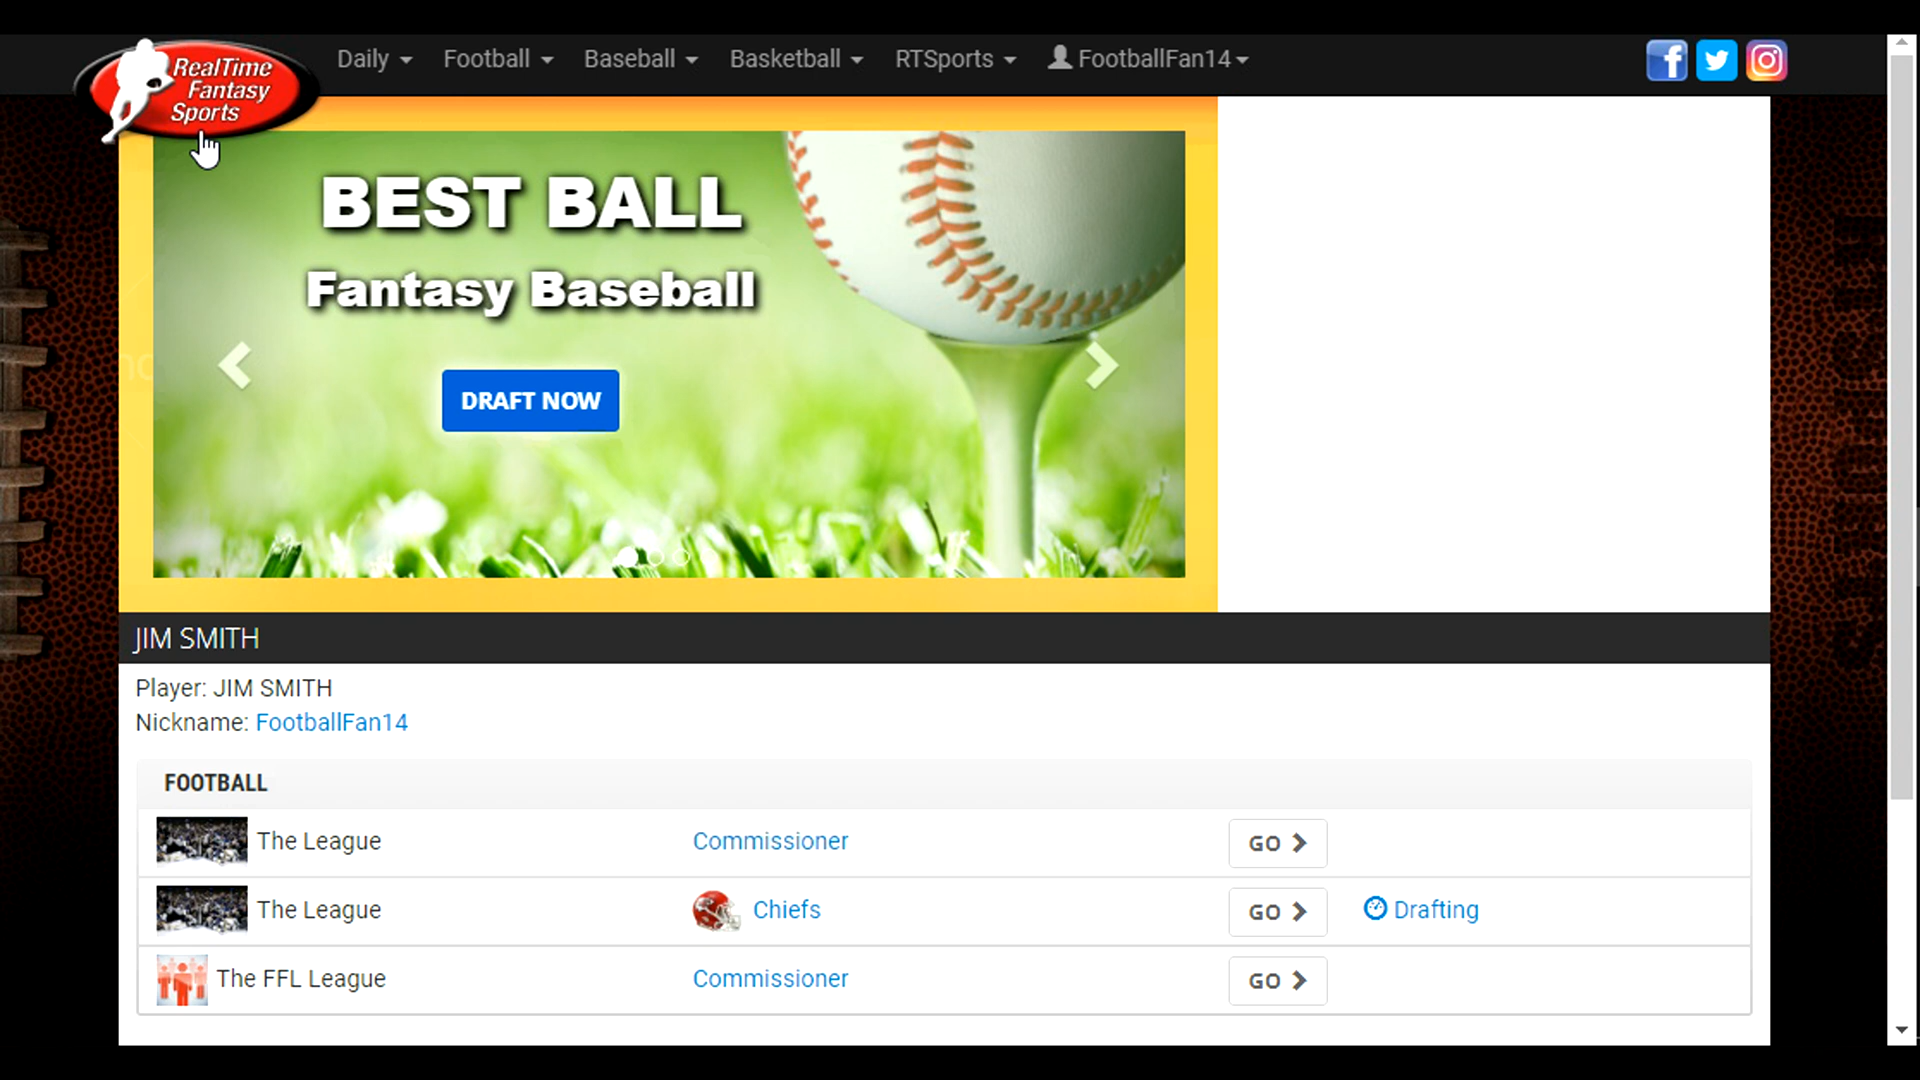 RealTime
Fantasy
Sports
Daily
Football
Baseball
Basketball
RTSports
FootballFan14
BEST BALL
Fantasy Baseball
DRAFT NOW
JIM SMITH
Player: JIM SMITH
Nickname: FootballFan14
FOOTBALL
The League Commissioner GO
The League Chiefs GO Drafting
The FFL League Commissioner GO